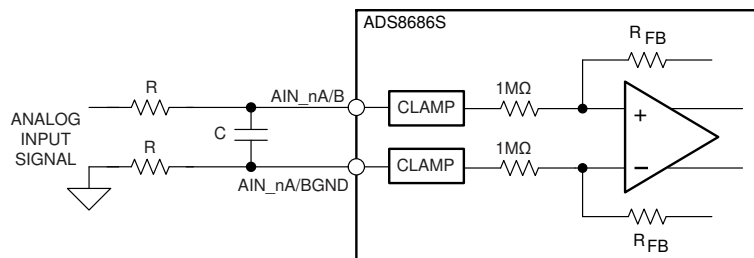 ADS8686S
R FB
R
AIN_nA/B
CLAMP
1MΩ
ANALOG
INPUT
SIGNAL
C
+
R
AIN_nA/BGND
CLAMP
1MΩ
−
R FB